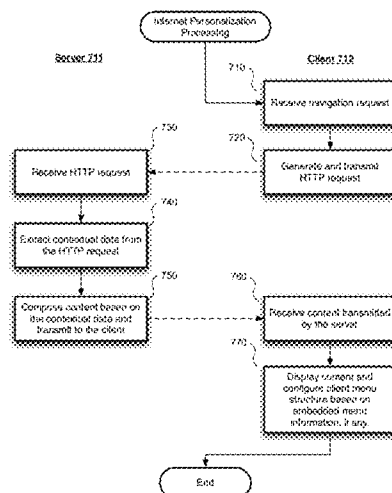 Internet Personalization
Processing
Server 711
Client 712
710
Receive navigation request
730
720
Receive HTTP request
Generate and transmit
HTTP request
740
Extract contextual data from
the HTTP request
750
760
Compose content based on
the contextual data and
transmit to the client
Receive content transmitted
by the server
770
Display content and
configure client menu
structure based on
embedded menu
information, if any.
End